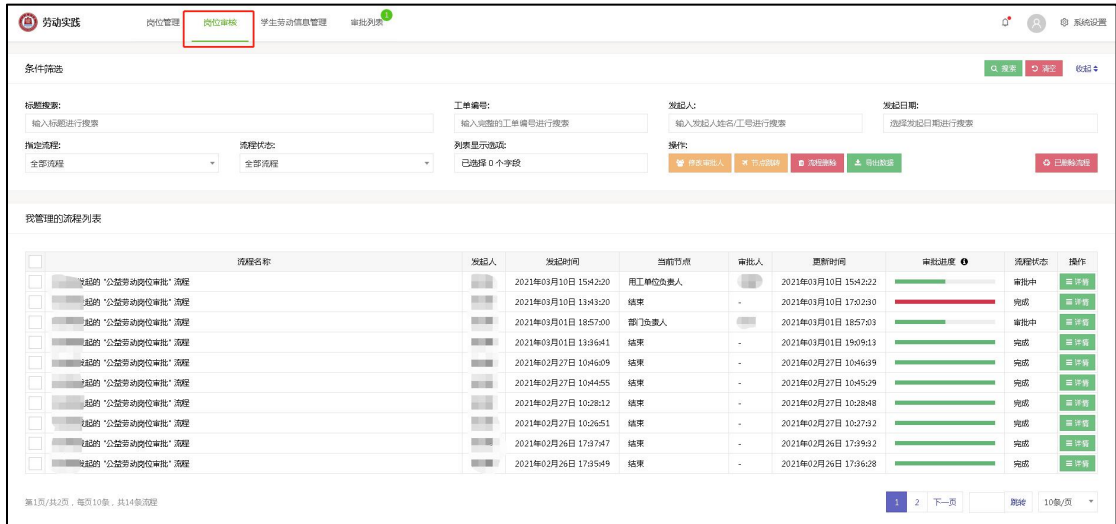 劳动实践 岗位管理 岗位审核 学生劳动信息管理 审批列表 1 系统设置
条件筛选 搜索 清空 收起
标题搜索: 工单编号: 发起人: 发起日期:
输入标题进行搜索 输入完整的工单编号进行搜索 输入发起人姓名/工号进行搜索 选择发起日期进行搜索
指定流程: 流程状态: 列表显示选项: 操作:
全部流程 全部流程 已选择 0 个字段 修改审批人 节点跳转 流程删除 导出数据 已删除流程
我管理的流程列表
流程名称 发起人 发起时间 当前节点 审批人 更新时间 审批进度 流程状态 操作
发起的 "公益劳动岗位审批" 流程 2021年03月10日 15:42:20 用工单位负责人 2021年03月10日 15:42:22 审批中 详情
起的 "公益劳动岗位审批" 流程 2021年03月10日 13:43:20 结束 - 2021年03月10日 17:02:30 完成 详情
起的 "公益劳动岗位审批" 流程 2021年03月01日 18:57:00 部门负责人 2021年03月01日 18:57:03 审批中 详情
起的 "公益劳动岗位审批" 流程 2021年03月01日 13:36:41 结束 - 2021年03月01日 19:09:13 完成 详情
发起的 "公益劳动岗位审批" 流程 2021年02月27日 10:46:09 结束 - 2021年02月27日 10:46:39 完成 详情
发起的 "公益劳动岗位审批" 流程 2021年02月27日 10:44:55 结束 - 2021年02月27日 10:45:29 完成 详情
起的 "公益劳动岗位审批" 流程 2021年02月27日 10:28:12 结束 - 2021年02月27日 10:28:48 完成 详情
发起的 "公益劳动岗位审批" 流程 2021年02月27日 10:26:51 结束 - 2021年02月27日 10:27:32 完成 详情
发起的 "公益劳动岗位审批" 流程 2021年02月26日 17:37:47 结束 - 2021年02月26日 17:39:32 完成 详情
发起的 "公益劳动岗位审批" 流程 2021年02月26日 17:35:49 结束 - 2021年02月26日 17:36:28 完成 详情
第1页/共2页，每页10条，共14条流程 1 2 下一页 跳转 10条/页